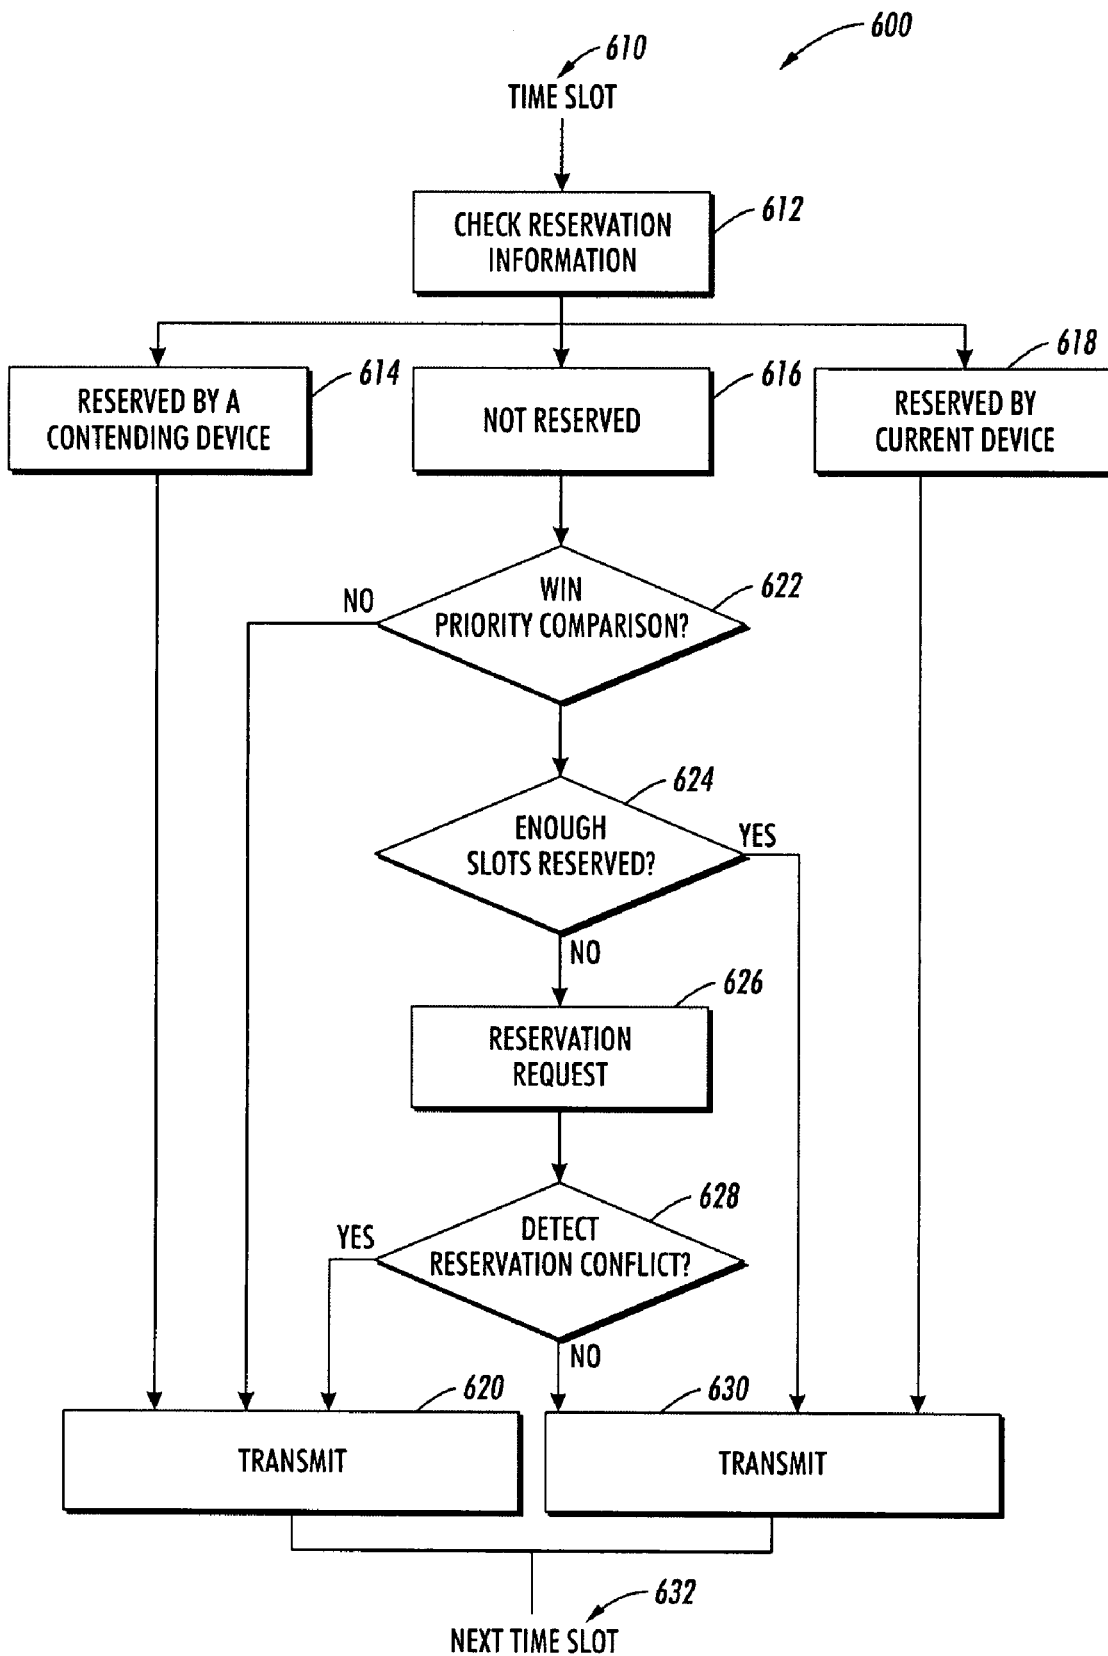 600
610
TIME SLOT
612
CHECK RESERVATION
INFORMATION
614
RESERVED BY A
CONTENDING DEVICE
616
NOT RESERVED
618
RESERVED BY
CURRENT DEVICE
622
WIN
PRIORITY COMPARISON?
NO
624
ENOUGH
SLOTS RESERVED?
YES
NO
626
RESERVATION
REQUEST
628
DETECT
RESERVATION CONFLICT?
YES
NO
620
TRANSMIT
630
TRANSMIT
632
NEXT TIME SLOT